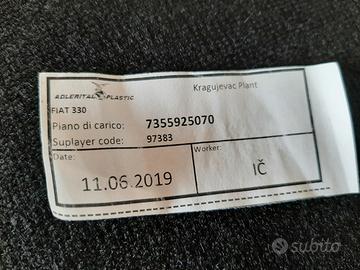 ADLERITAL PLASTIC
Kragujevac Plant
FIAT 330
Piano di carico: 7355925070
Suplayer code: 97383
Date: Worker:
11.06.2019 IČ
subito